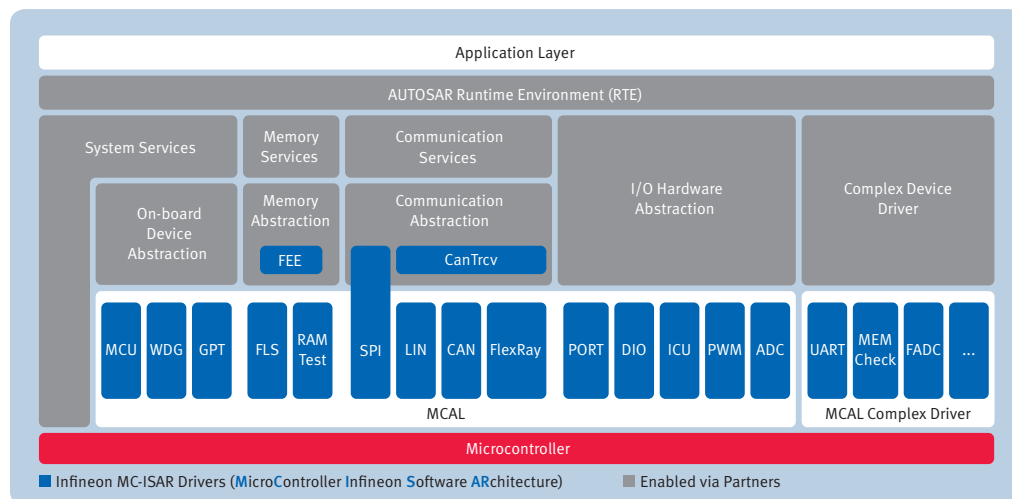 Application Layer
AUTOSAR Runtime Environment (RTE)
System Services
Memory
Services
Communication
Services
I/O Hardware
Abstraction
Complex Device
Driver
On-board
Device
Abstraction
Memory
Abstraction
FEE
Communication
Abstraction
CanTrcv
MCU
WDG
GPT
FLS
RAM
Test
SPI
LIN
CAN
FlexRay
PORT
DIO
ICU
PWM
ADC
UART
MEM
Check
FADC
...
MCAL
MCAL Complex Driver
Microcontroller
Infineon MC-ISAR Drivers (MicroController Infineon Software ARchitecture)
Enabled via Partners